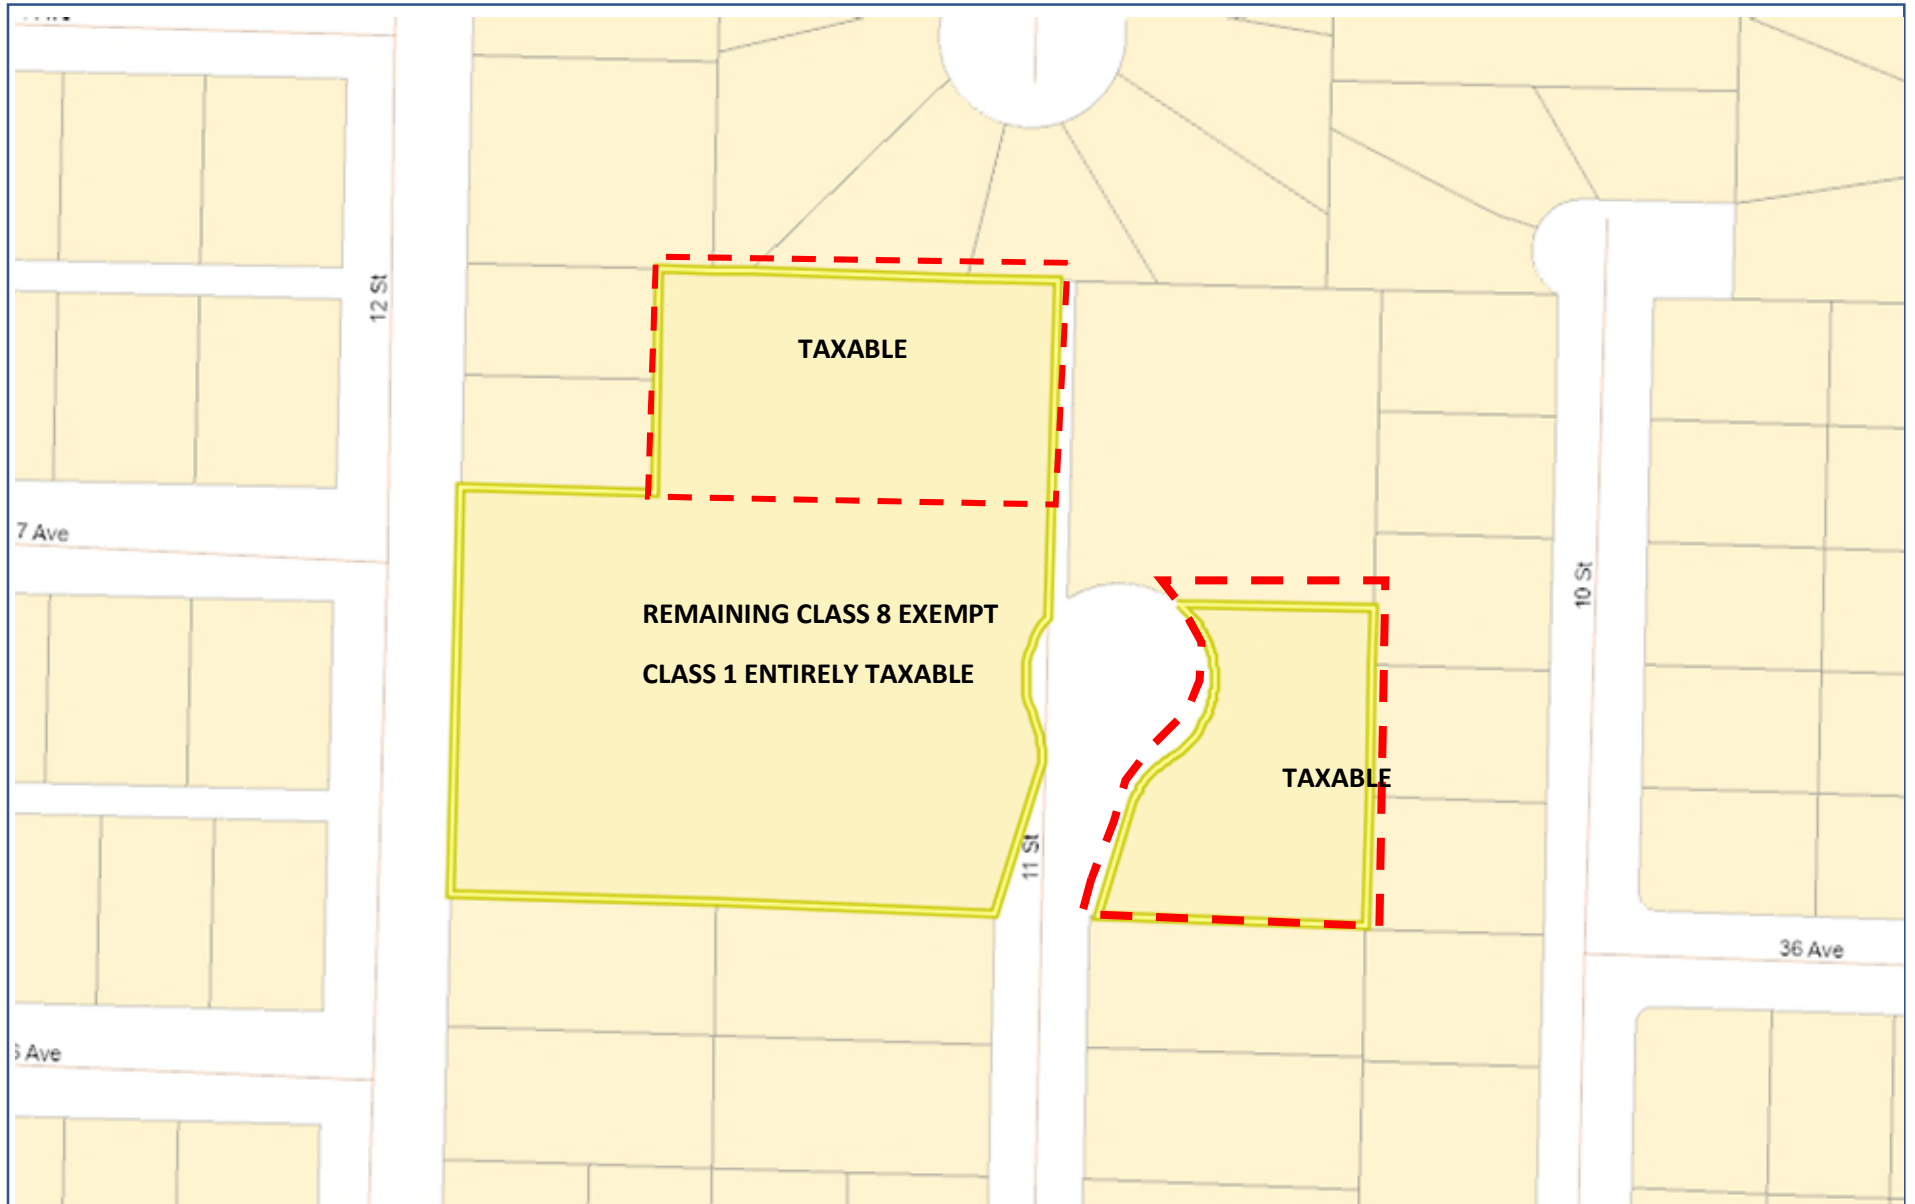 12 St
TAXABLE
7 Ave
10 St
REMAINING CLASS 8 EXEMPT
CLASS 1 ENTIRELY TAXABLE
TAXABLE
11 St
36 Ave
Ave